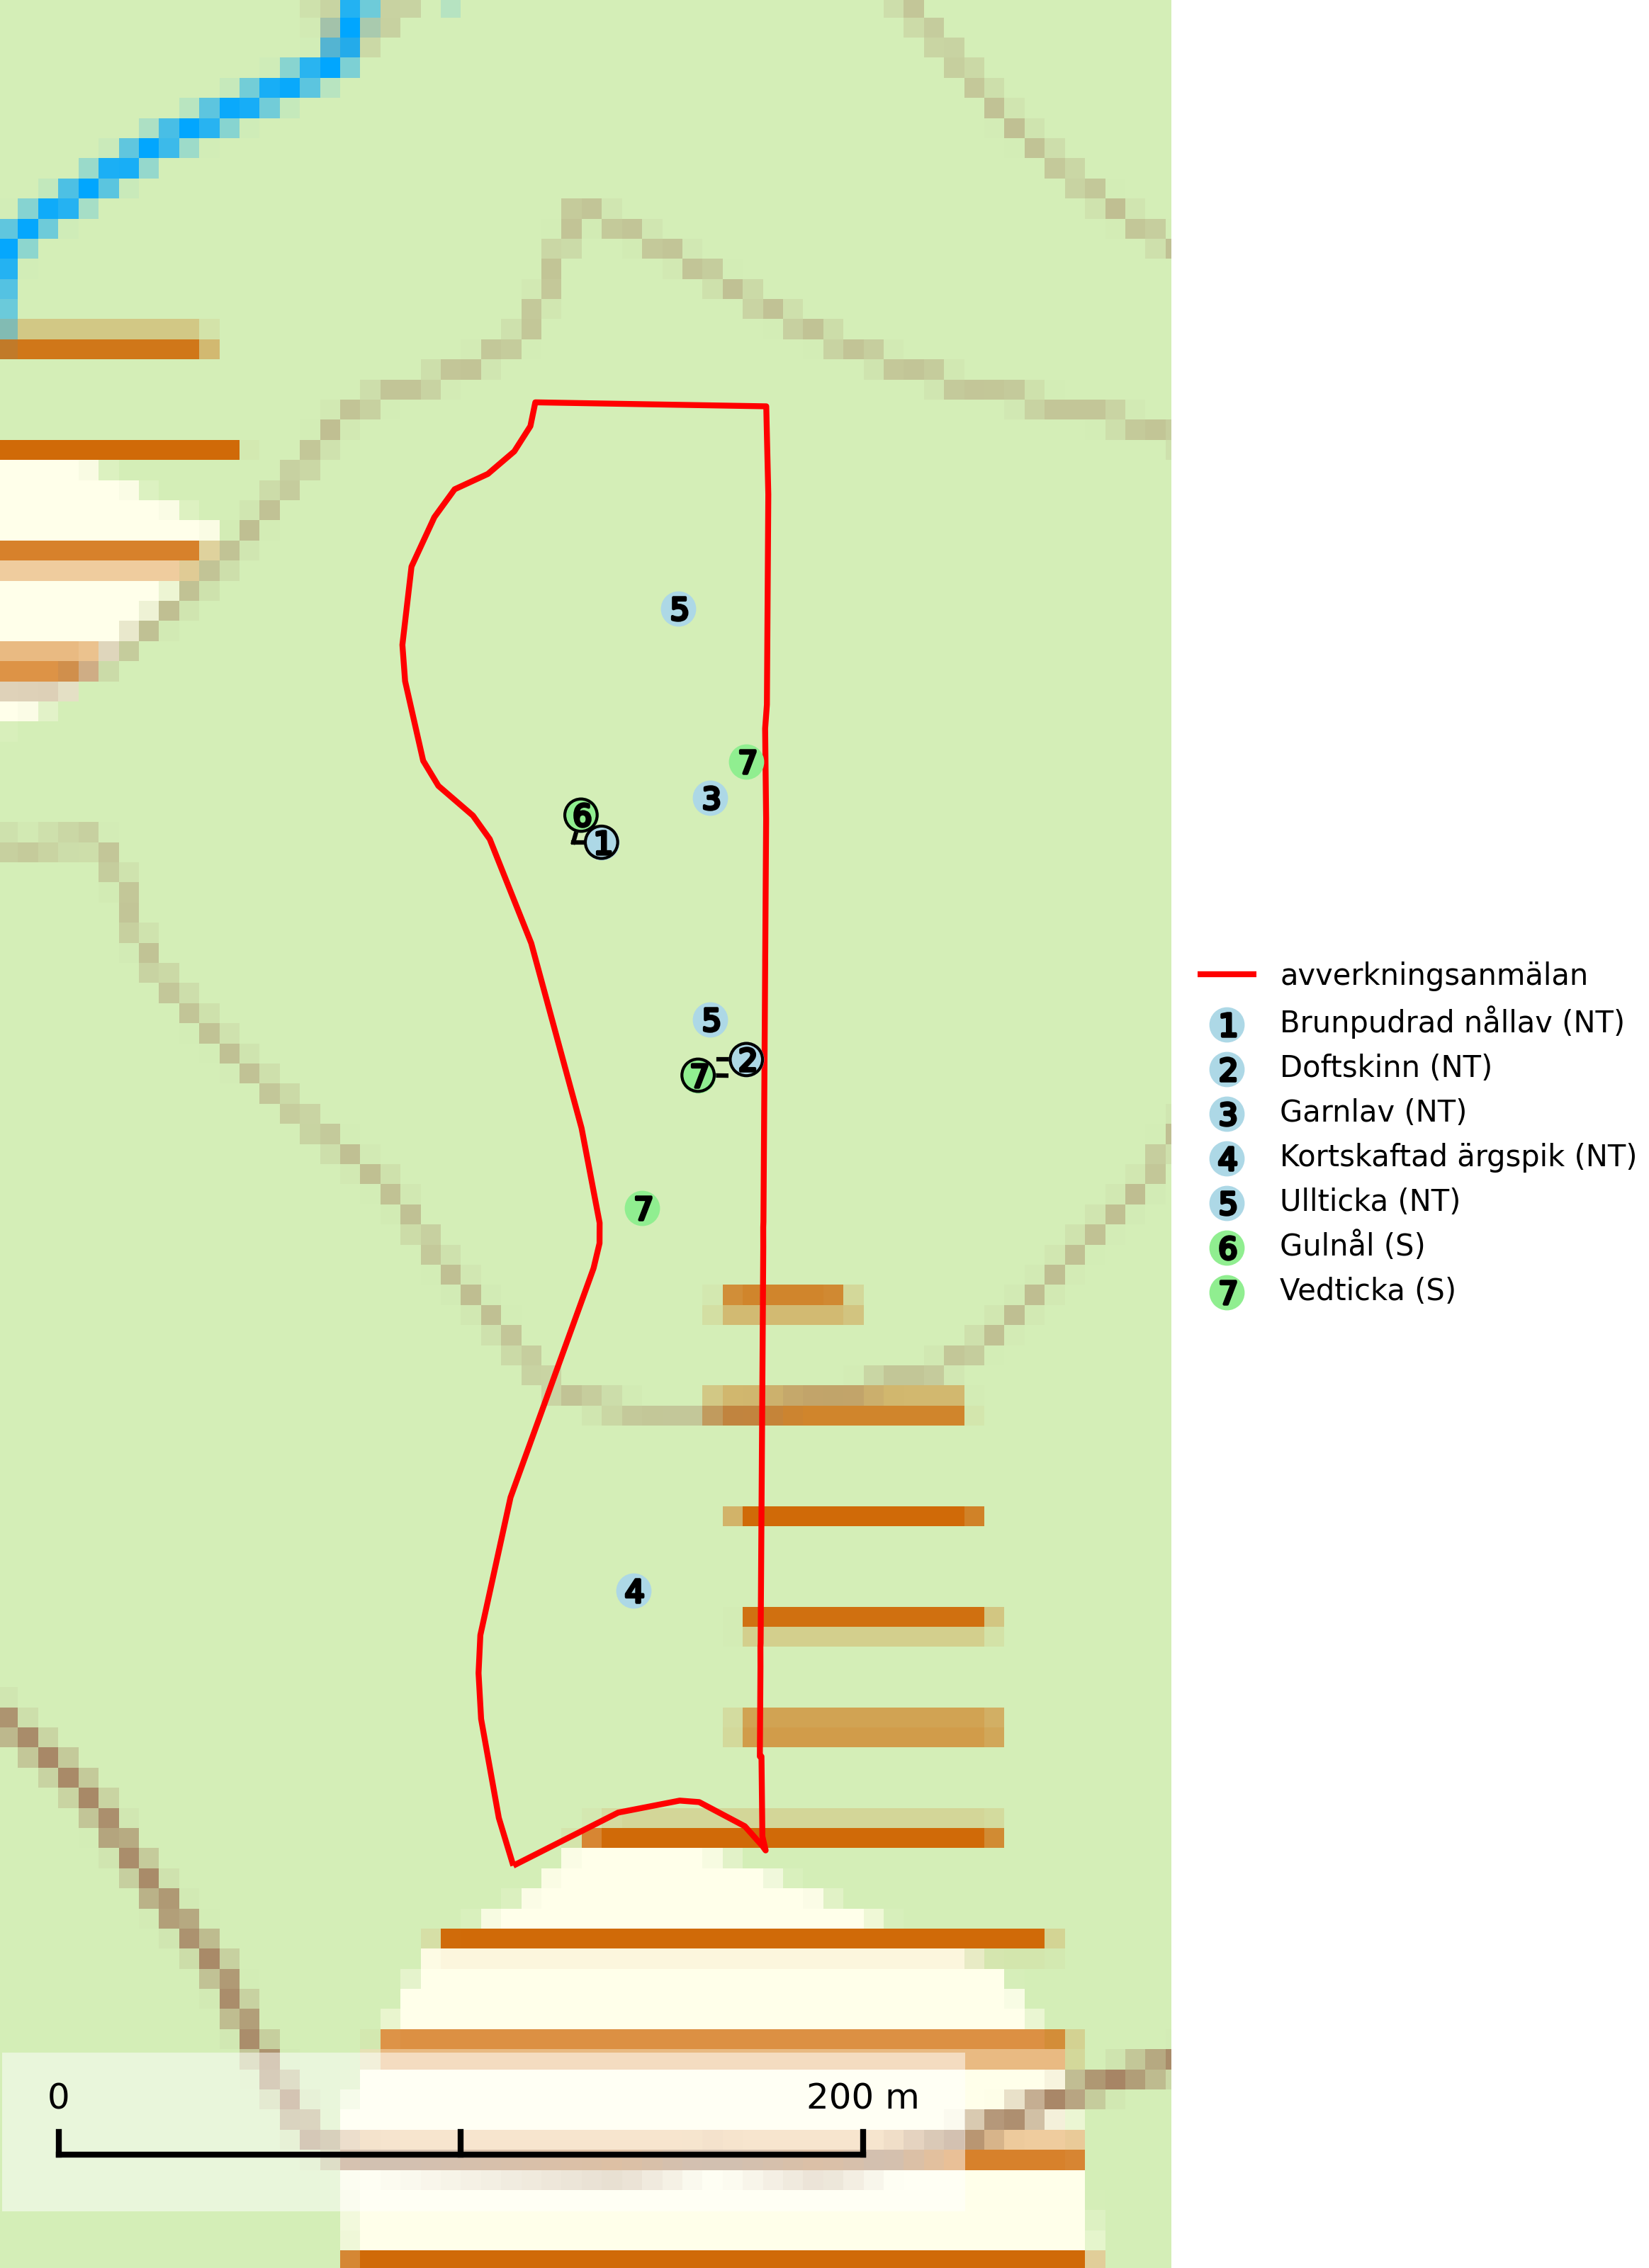 5
7
3
6
1
5
2
7
7
4
avverkningsanmälan
1 Brunpudrad nållav (NT)
2 Doftskinn (NT)
3 Garnlav (NT)
4 Kortskaftad ärgspik (NT)
5 Ullticka (NT)
6 Gulnål (S)
7 Vedticka (S)
0 200 m